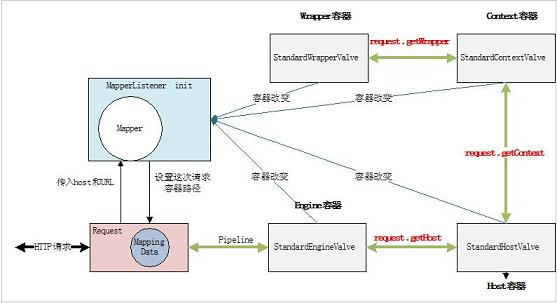 Wrapper容器
Context容器
StandardWrapperValve
request.getWrapper
StandardContextValve
MapperListener init
Mapper
容器改变
容器改变
request.getContext
传入host和URL
设置这次请求
容器路径
容器改变
容器改变
Engine容器
HTTP请求
Request
Mapping
Data
Pipeline
StandardEngineValve
request.getHost
StandardHostValve
Host容器